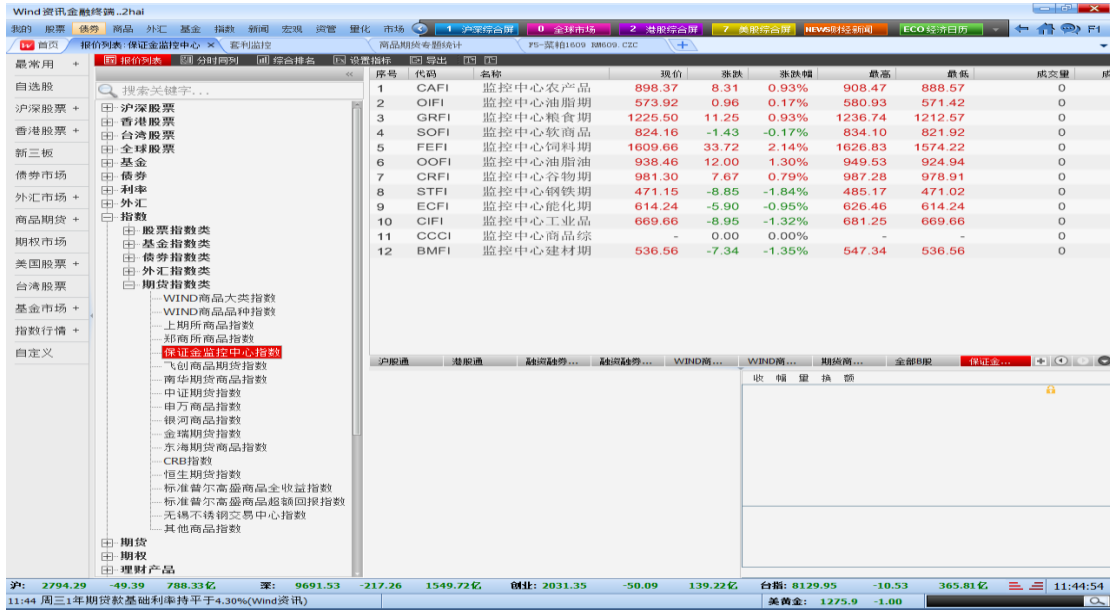 Wind资讯金融终端..2hai
我的 股票 债券 商品 外汇 基金 指数 新闻 宏观 资管 量化 市场 1 沪深综合屏 0 全球市场 2 港股综合屏 7 美股综合屏 NEWS财经新闻 ECO经济日历 F1
首页 报价列表:保证金监控中心 × 套利监控 商品期货专题统计 FS-菜粕1609 RM609.CZC +
报价列表 分时同列 综合排名 设置指标 导出
最常用 +
自选股
沪深股票 +
香港股票 +
新三板
债券市场
外汇市场 +
商品期货 +
期权市场
美国股票 +
台湾股票
基金市场 +
指数行情 +
自定义
搜索关键字...
沪深股票
香港股票
台湾股票
全球股票
基金
债券
利率
外汇
指数
股票指数类
基金指数类
债券指数类
外汇指数类
期货指数类
WIND商品大类指数
WIND商品品种指数
上期所商品指数
郑商所商品指数
保证金监控中心指数
飞创商品期货指数
南华期货商品指数
中证期货指数
申万商品指数
银河商品指数
金瑞期货指数
东海期货商品指数
CRB指数
恒生期货指数
标准普尔高盛商品全收益指数
标准普尔高盛商品超额回报指数
无锡不锈钢交易中心指数
其他商品指数
期货
期权
理财产品
序号 代码 名称 现价 涨跌 涨跌幅 最高 最低 成交量 成
1 CAFI 监控中心农产品 898.37 8.31 0.93% 908.47 888.57 0
2 OIFI 监控中心油脂期 573.92 0.96 0.17% 580.93 571.42 0
3 GRFI 监控中心粮食期 1225.50 11.25 0.93% 1236.74 1212.57 0
4 SOFI 监控中心软商品 824.16 -1.43 -0.17% 834.10 821.92 0
5 FEFI 监控中心饲料期 1609.66 33.72 2.14% 1626.83 1574.22 0
6 OOFI 监控中心油脂油 938.46 12.00 1.30% 949.53 924.94 0
7 CRFI 监控中心谷物期 981.30 7.67 0.79% 987.28 978.91 0
8 STFI 监控中心钢铁期 471.15 -8.85 -1.84% 485.17 471.02 0
9 ECFI 监控中心能化期 614.24 -5.90 -0.95% 626.46 614.24 0
10 CIFI 监控中心工业品 669.66 -8.95 -1.32% 681.25 669.66 0
11 CCCI 监控中心商品综 - 0.00 0.00% - - 0
12 BMFI 监控中心建材期 536.56 -7.34 -1.35% 547.34 536.56 0
沪股通 港股通 融资融券... 融资融券... WIND商... WIND商... 期货商... 全部B股 保证金...
收 幅 量 换 额
沪: 2794.29 -49.39 788.33亿 深: 9691.53 -217.26 1549.72亿 创业: 2031.35 -50.09 139.22亿 台指: 8129.95 -10.53 365.81亿 11:44:54
11:44 周三1年期贷款基础利率持平于4.30%(Wind资讯) 美黄金: 1275.9 -1.00